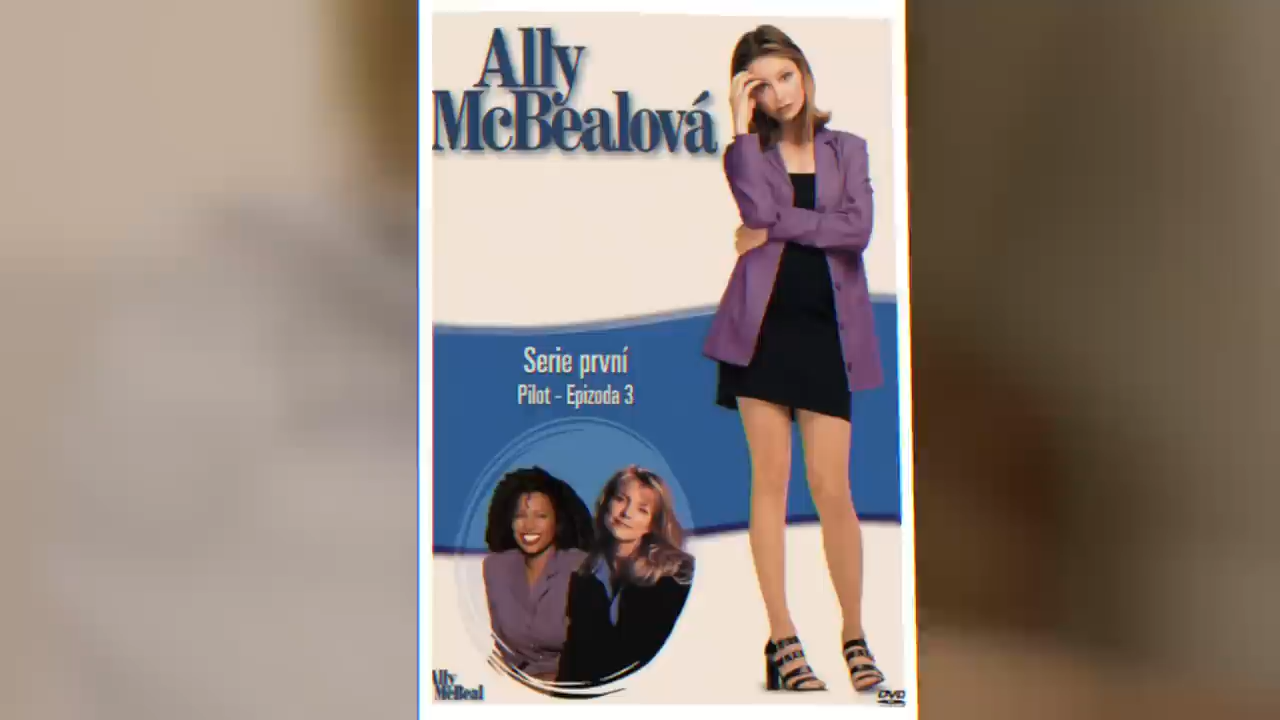 Ally
McBealová
Serie první
Pilot - Epizoda 3
Ally
McBeal
DVD